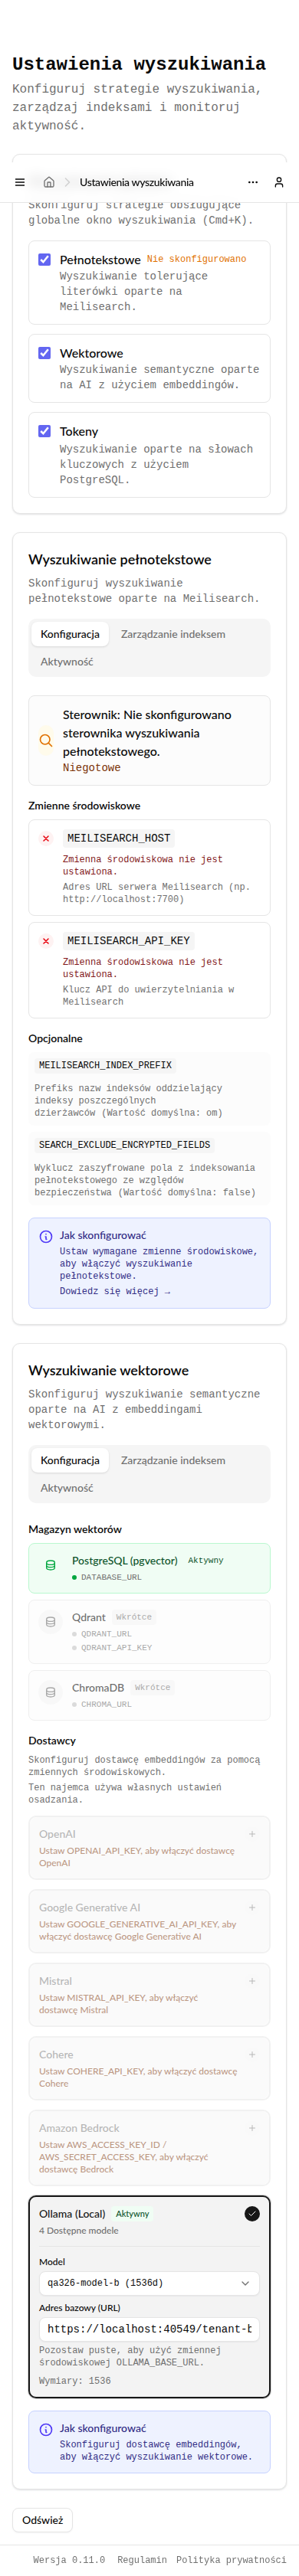 Ustawienia wyszukiwania
Konfiguruj strategie wyszukiwania,
zarządzaj indeksami i monitoruj
aktywność.
Ustawienia wyszukiwania
Skonfiguruj strategie obsługujące
globalne okno wyszukiwania (Cmd+K).
Pełnotekstowe Nie skonfigurowano
Wyszukiwanie tolerujące
literówki oparte na
Meilisearch.
Wektorowe
Wyszukiwanie semantyczne oparte
na AI z użyciem embeddingów.
Tokeny
Wyszukiwanie oparte na słowach
kluczowych z użyciem
PostgreSQL.
Wyszukiwanie pełnotekstowe
Skonfiguruj wyszukiwanie
pełnotekstowe oparte na Meilisearch.
Konfiguracja Zarządzanie indeksem
Aktywność
Sterownik: Nie skonfigurowano
sterownika wyszukiwania
pełnotekstowego.
Niegotowe
Zmienne środowiskowe
MEILISEARCH_HOST
Zmienna środowiskowa nie jest
ustawiona.
Adres URL serwera Meilisearch (np.
http://localhost:7700)
MEILISEARCH_API_KEY
Zmienna środowiskowa nie jest
ustawiona.
Klucz API do uwierzytelniania w
Meilisearch
Opcjonalne
MEILISEARCH_INDEX_PREFIX
Prefiks nazw indeksów oddzielający
indeksy poszczególnych
dzierżawców (Wartość domyślna: om)
SEARCH_EXCLUDE_ENCRYPTED_FIELDS
Wyklucz zaszyfrowane pola z indeksowania
pełnotekstowego ze względów
bezpieczeństwa (Wartość domyślna: false)
Jak skonfigurować
Ustaw wymagane zmienne środowiskowe,
aby włączyć wyszukiwanie
pełnotekstowe.
Dowiedz się więcej →
Wyszukiwanie wektorowe
Skonfiguruj wyszukiwanie semantyczne
oparte na AI z embeddingami
wektorowymi.
Konfiguracja Zarządzanie indeksem
Aktywność
Magazyn wektorów
PostgreSQL (pgvector) Aktywny
DATABASE_URL
Qdrant Wkrótce
QDRANT_URL
QDRANT_API_KEY
ChromaDB Wkrótce
CHROMA_URL
Dostawcy
Skonfiguruj dostawcę embeddingów za pomocą
zmiennych środowiskowych.
Ten najemca używa własnych ustawień
osadzania.
OpenAI
Ustaw OPENAI_API_KEY, aby włączyć dostawcę
OpenAI
Google Generative AI
Ustaw GOOGLE_GENERATIVE_AI_API_KEY, aby
włączyć dostawcę Google Generative AI
Mistral
Ustaw MISTRAL_API_KEY, aby włączyć
dostawcę Mistral
Cohere
Ustaw COHERE_API_KEY, aby włączyć dostawcę
Cohere
Amazon Bedrock
Ustaw AWS_ACCESS_KEY_ID /
AWS_SECRET_ACCESS_KEY, aby włączyć
dostawcę Bedrock
Ollama (Local) Aktywny
4 Dostępne modele
Model
qa326-model-b (1536d)
Adres bazowy (URL)
https://localhost:40549/tenant-b
Pozostaw puste, aby użyć zmiennej
środowiskowej OLLAMA_BASE_URL.
Wymiary: 1536
Jak skonfigurować
Skonfiguruj dostawcę embeddingów,
aby włączyć wyszukiwanie wektorowe.
Odśwież
Wersja 0.11.0 Regulamin Polityka prywatności